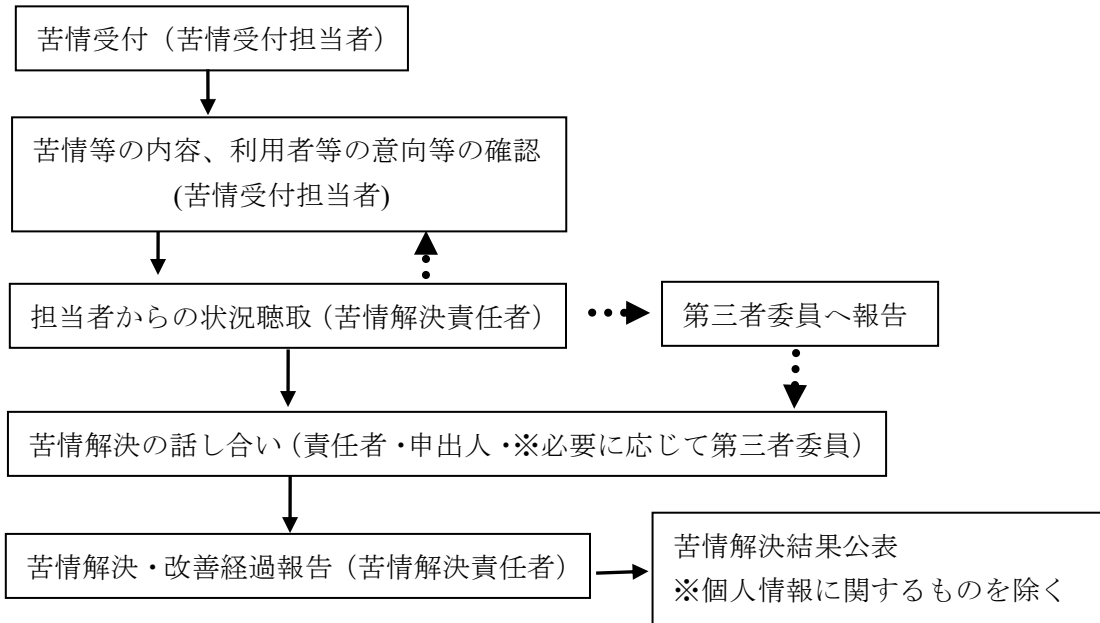 苦情受付（苦情受付担当者）
苦情等の内容、利用者等の意向等の確認
(苦情受付担当者)
担当者からの状況聴取（苦情解決責任者）
第三者委員へ報告
苦情解決の話し合い（責任者・申出人・※必要に応じて第三者委員）
苦情解決・改善経過報告（苦情解決責任者）
苦情解決結果公表
※個人情報に関するものを除く